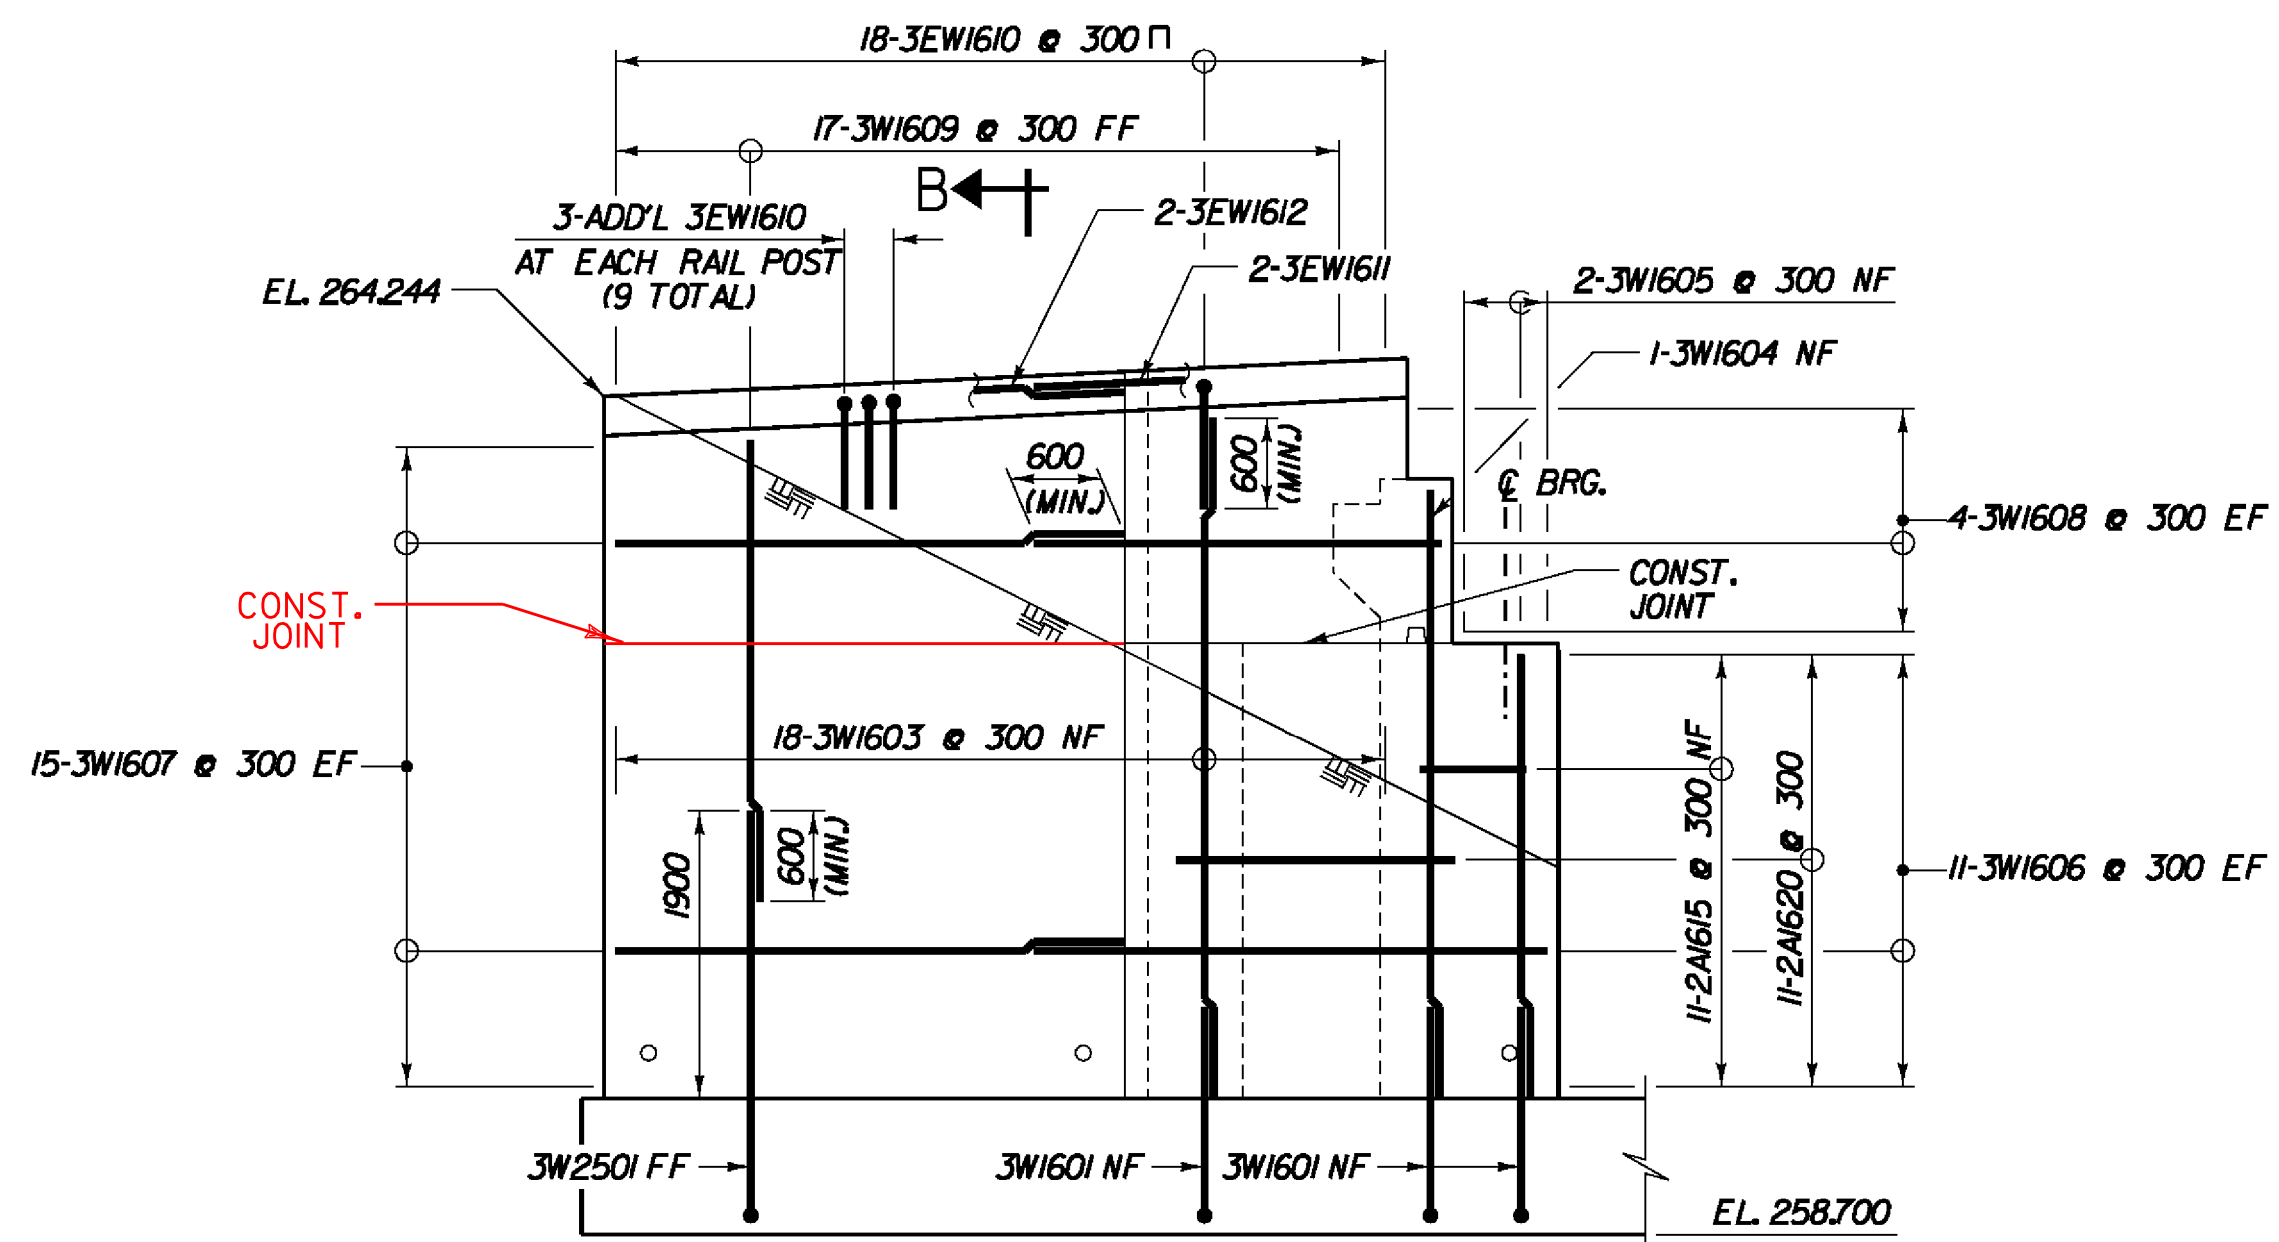 18-3EW1610 @ 300
17-3W1609 @ 300 FF
B
3-ADD'L 3EW1610
AT EACH RAIL POST
(9 TOTAL)
2-3EW1612
2-3EW1611
EL. 264.244
2-3W1605 @ 300 NF
1-3W1604 NF
600
(MIN.)
600
(MIN.)
℄ BRG.
4-3W1608 @ 300 EF
CONST.
JOINT
CONST.
JOINT
18-3W1603 @ 300 NF
15-3W1607 @ 300 EF
1900
600
(MIN.)
11-2A1615 @ 300 NF
11-2A1620 @ 300
11-3W1606 @ 300 EF
3W2501 FF
3W1601 NF
3W1601 NF
EL. 258.700